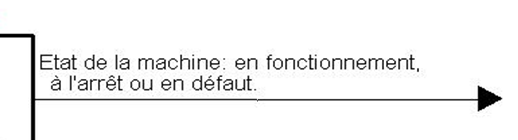 Etat de la machine: en fonctionnement,
à l'arrêt ou en défaut.